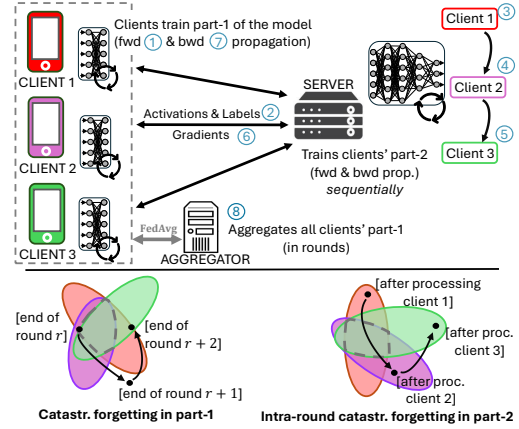 Clients train part-1 of the model
(fwd ① & bwd ⑦ propagation)
CLIENT 1
CLIENT 2
CLIENT 3
Activations & Labels ②
Gradients ⑥
SERVER
Trains clients' part-2
(fwd & bwd prop.)
sequentially
Client 1 ③
Client 2 ④
Client 3 ⑤
FedAvg
AGGREGATOR
⑧
Aggregates all clients' part-1
(in rounds)
[end of
round r]
[end of
round r + 2]
[end of round r + 1]
Catastr. forgetting in part-1
[after processing
client 1]
[after proc.
client 3]
[after proc.
client 2]
Intra-round catastr. forgetting in part-2